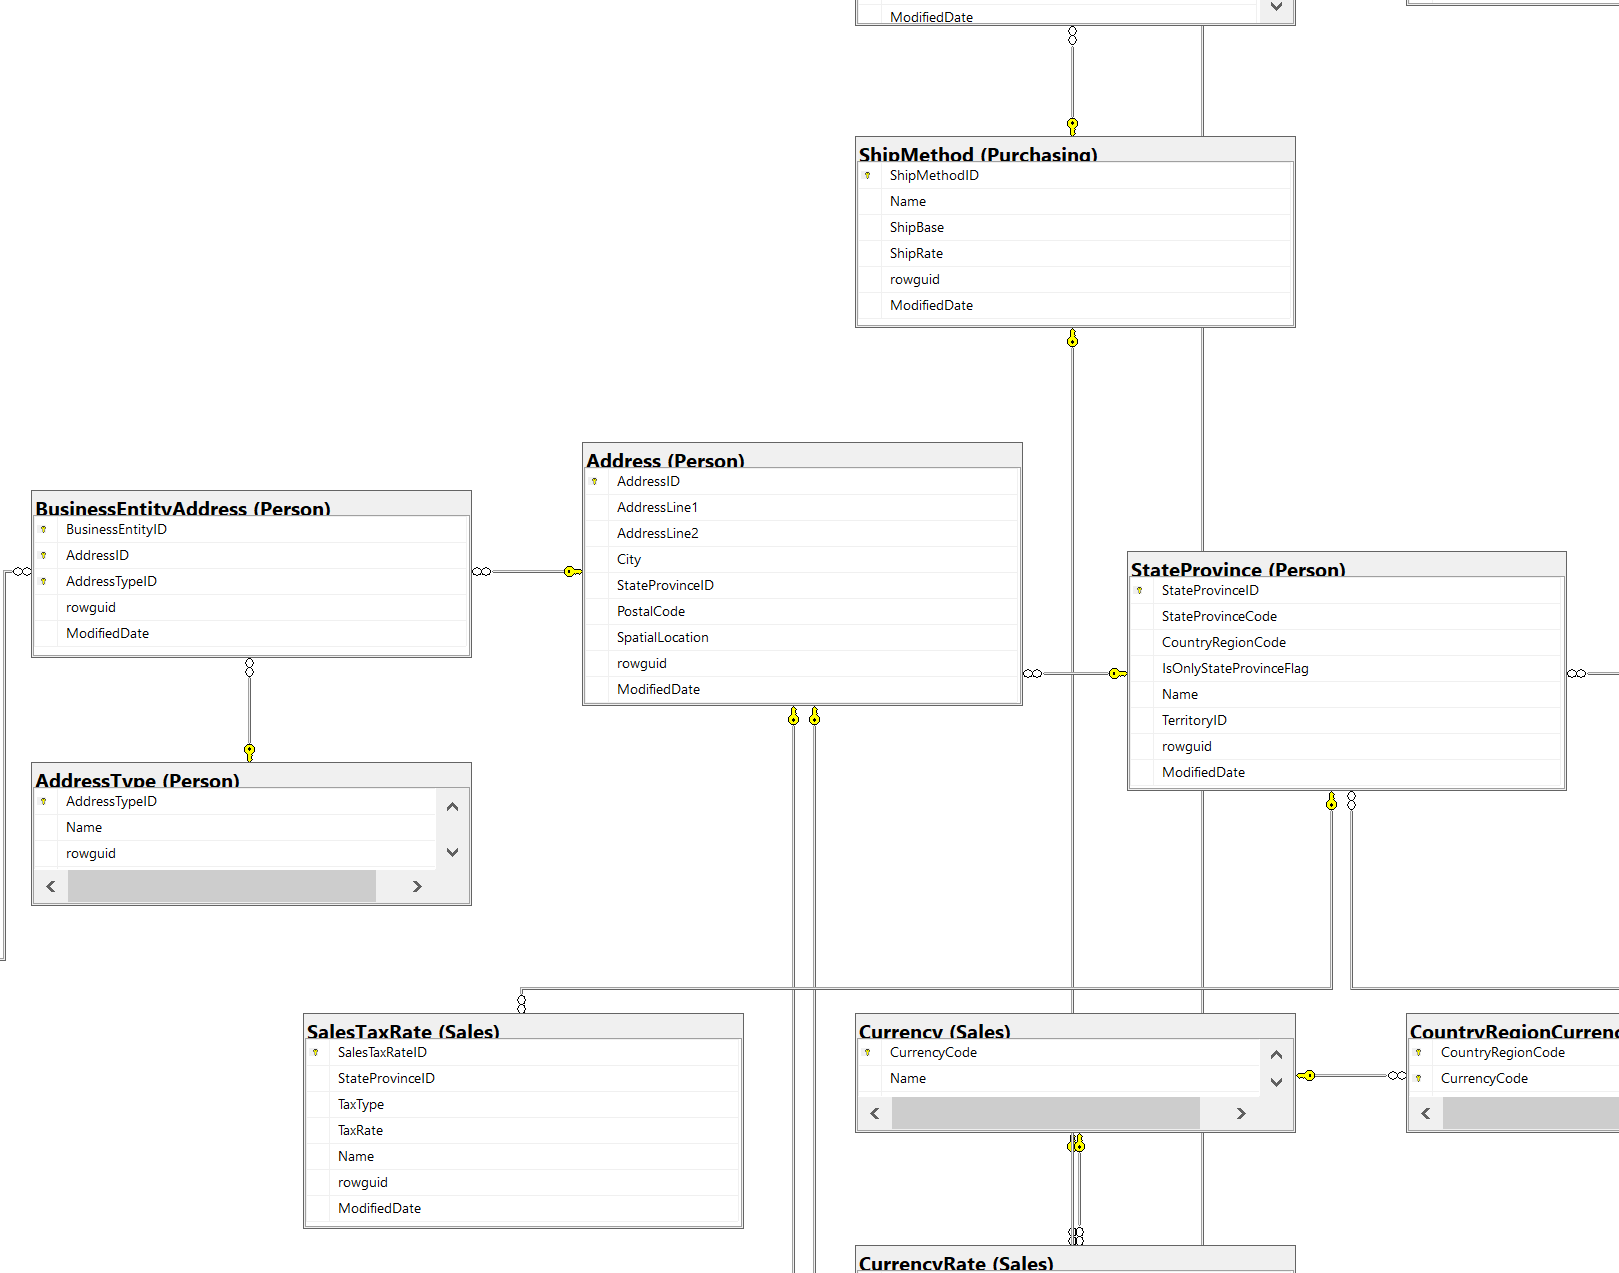 ModifiedDate
ShipMethod (Purchasing)
ShipMethodID
Name
ShipBase
ShipRate
rowguid
ModifiedDate
Address (Person)
AddressID
AddressLine1
AddressLine2
City
StateProvinceID
PostalCode
SpatialLocation
rowguid
ModifiedDate
BusinessEntityAddress (Person)
BusinessEntityID
AddressID
AddressTypeID
rowguid
ModifiedDate
StateProvince (Person)
StateProvinceID
StateProvinceCode
CountryRegionCode
IsOnlyStateProvinceFlag
Name
TerritoryID
rowguid
ModifiedDate
AddressType (Person)
AddressTypeID
Name
rowguid
SalesTaxRate (Sales)
SalesTaxRateID
StateProvinceID
TaxType
TaxRate
Name
rowguid
ModifiedDate
Currency (Sales)
CurrencyCode
Name
CountryRegionCurrenc
CountryRegionCode
CurrencyCode
CurrencyRate (Sales)